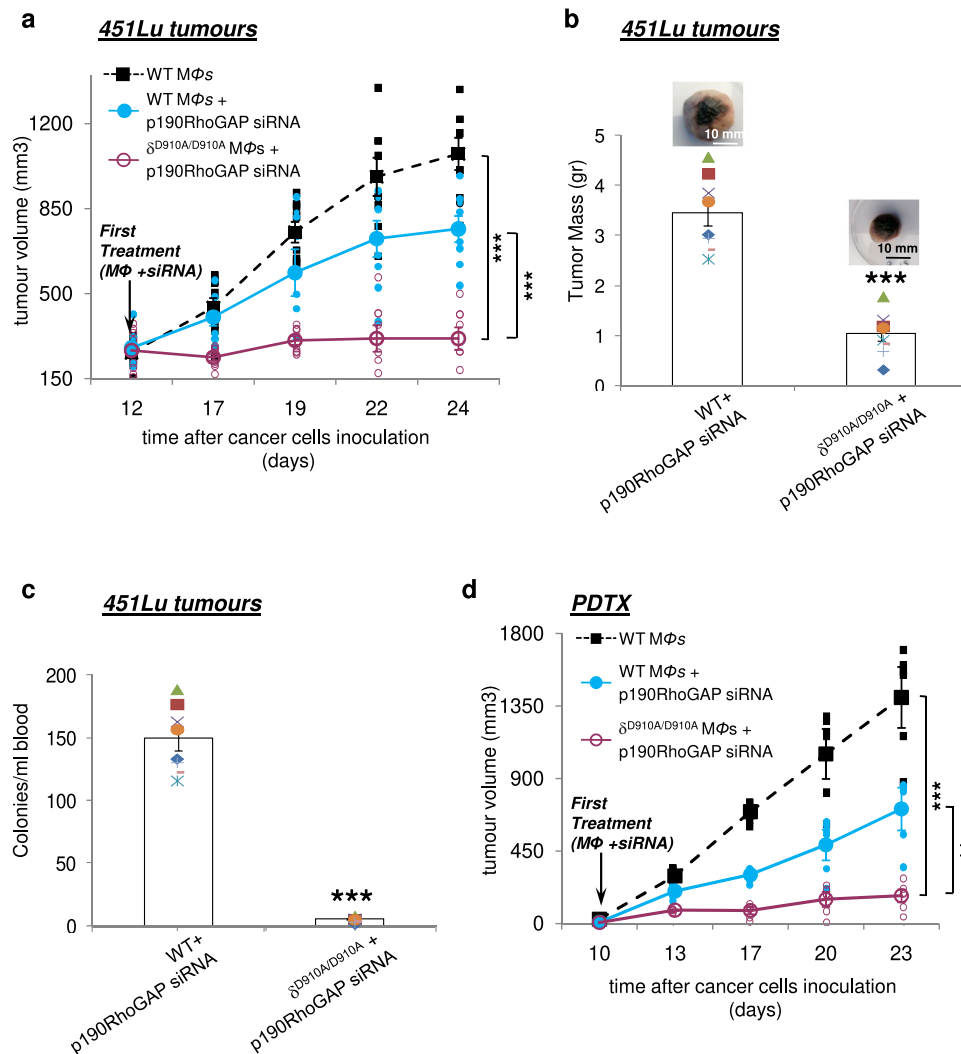 a
451Lu tumours
WT MΦs
WT MΦs +
p190RhoGAP siRNA
δD910A/D910A MΦs +
p190RhoGAP siRNA
tumour volume (mm3)
1200
850
500
150
First
Treatment
(MΦ +siRNA)
***
***
12 17 19 22 24
time after cancer cells inoculation
(days)
b
451Lu tumours
10 mm
10 mm
Tumor Mass (gr)
5
4
3
2
1
0
***
WT+
p190RhoGAP siRNA
δD910A/D910A +
p190RhoGAP siRNA
c
451Lu tumours
Colonies/ml blood
200
150
100
50
0
***
WT+
p190RhoGAP siRNA
δD910A/D910A +
p190RhoGAP siRNA
d
PDTX
WT MΦs
WT MΦs +
p190RhoGAP siRNA
δD910A/D910A MΦs +
p190RhoGAP siRNA
tumour volume (mm3)
1800
1350
900
450
0
First
Treatment
(MΦ +siRNA)
***
10 13 17 20 23
time after cancer cells inoculation
(days)